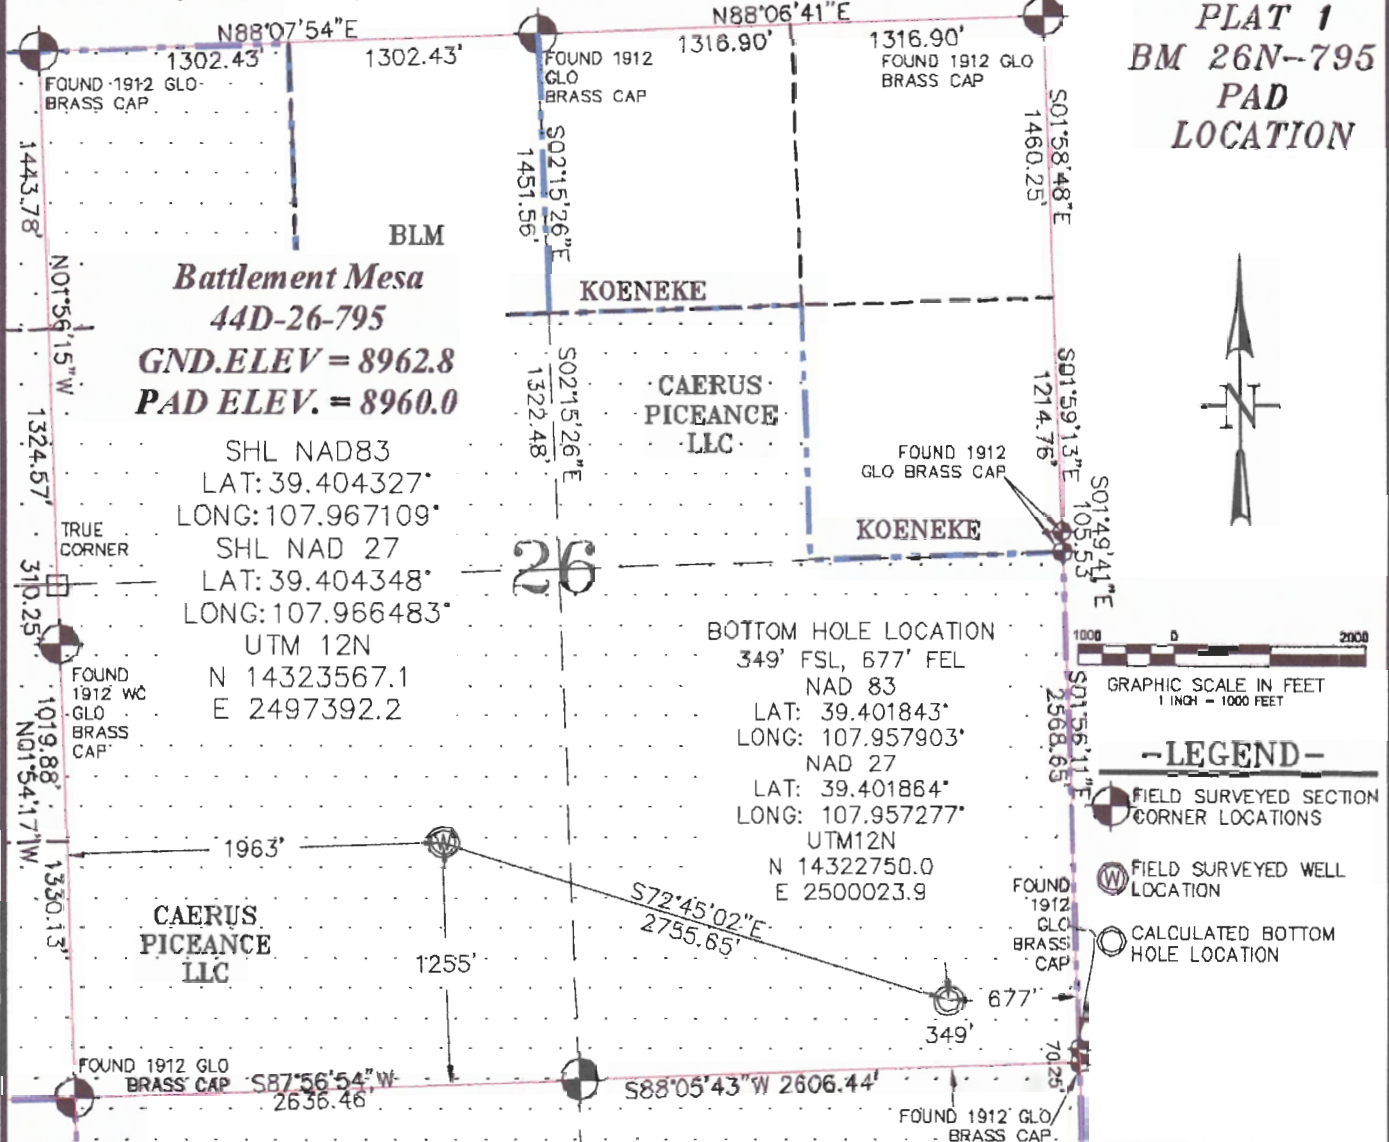 N88°07'54"E
1302.43'
1302.43'
N88°06'41"E
1316.90'
1316.90'
PLAT 1
BM 26N-795
PAD
LOCATION
FOUND 1912 GLO
BRASS CAP
FOUND 1912
GLO
BRASS CAP
FOUND 1912 GLO
BRASS CAP
1443.78'
N01°56'15"W
1324.57'
S02°15'26"E
1451.56'
S01°58'48"E
1460.25'
BLM
KOENEKE
Battlement Mesa
44D-26-795
GND.ELEV = 8962.8
PAD ELEV. = 8960.0
SHL NAD83
LAT: 39.404327°
LONG: 107.967109°
SHL NAD 27
LAT: 39.404348°
LONG: 107.966483°
UTM 12N
N 14323567.1
E 2497392.2
S02°15'26"E
1322.48'
CAERUS
PICEANCE
LLC
S01°59'13"E
1214.76'
FOUND 1912
GLO BRASS CAP
KOENEKE
S01°49'41"E
105.53'
N
TRUE
CORNER
310.25'
26
FOUND
1912 WC
GLO
BRASS
CAP
1019.88'
N01°54'17"W
1330.13'
BOTTOM HOLE LOCATION
349' FSL, 677' FEL
NAD 83
LAT: 39.401843°
LONG: 107.957903°
NAD 27
LAT: 39.401864°
LONG: 107.957277°
UTM12N
N 14322750.0
E 2500023.9
S01°56'11"E
2568.65'
1000 0 2000
GRAPHIC SCALE IN FEET
1 INCH = 1000 FEET
-LEGEND-
FIELD SURVEYED SECTION
CORNER LOCATIONS
W
FIELD SURVEYED WELL
LOCATION
CALCULATED BOTTOM
HOLE LOCATION
1963'
W
S72°45'02"E
2755.65'
FOUND
1912
GLO
BRASS
CAP
CAERUS
PICEANCE
LLC
1255'
677'
349'
70.25'
FOUND 1912 GLO
BRASS CAP
S87°56'54"W
2636.46'
S88°05'43"W 2606.44'
FOUND 1912 GLO
BRASS CAP